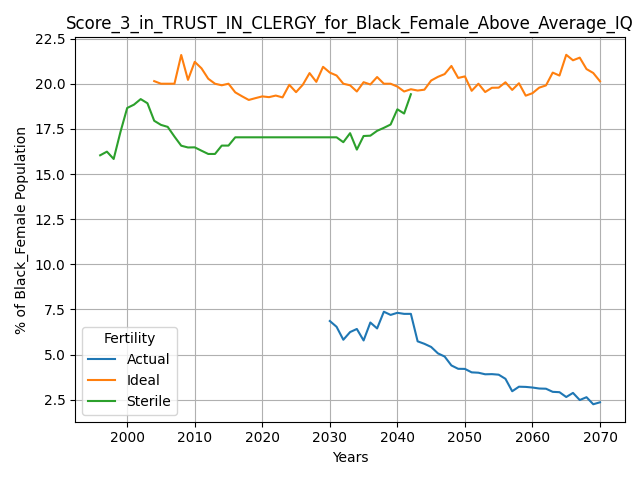 Score_3_in_TRUST_IN_CLERGY_for_Black_Female_Above_Average_IQ
% of Black_Female Population
22.5
20.0
17.5
15.0
12.5
10.0
7.5
5.0
2.5
Fertility
Actual
Ideal
Sterile
2000 2010 2020 2030 2040 2050 2060 2070
Years